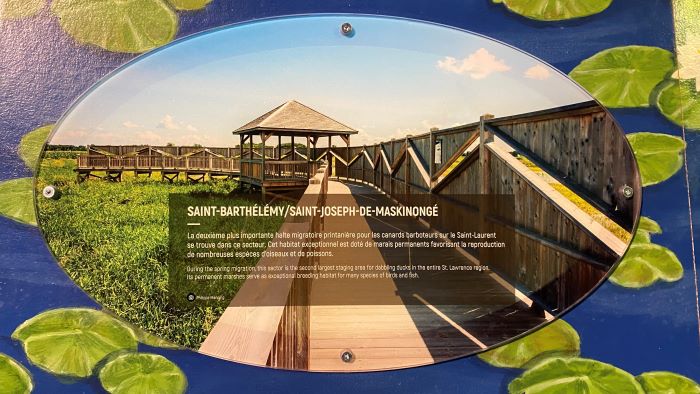 SAINT-BARTHÉLÉMY/SAINT-JOSEPH-DE-MASKINONGÉ
La deuxième plus importante halte migratoire printanière pour les canards barboteurs sur le Saint-Laurent
se trouve dans ce secteur. Cet habitat exceptionnel est doté de marais permanents favorisant la reproduction
de nombreuses espèces d'oiseaux et de poissons.
During the spring migration, this sector is the second largest staging area for dabbling ducks in the entire St. Lawrence region.
Its permanent marshes serve as exceptional breeding habitat for many species of birds and fish.
Philippe Manning